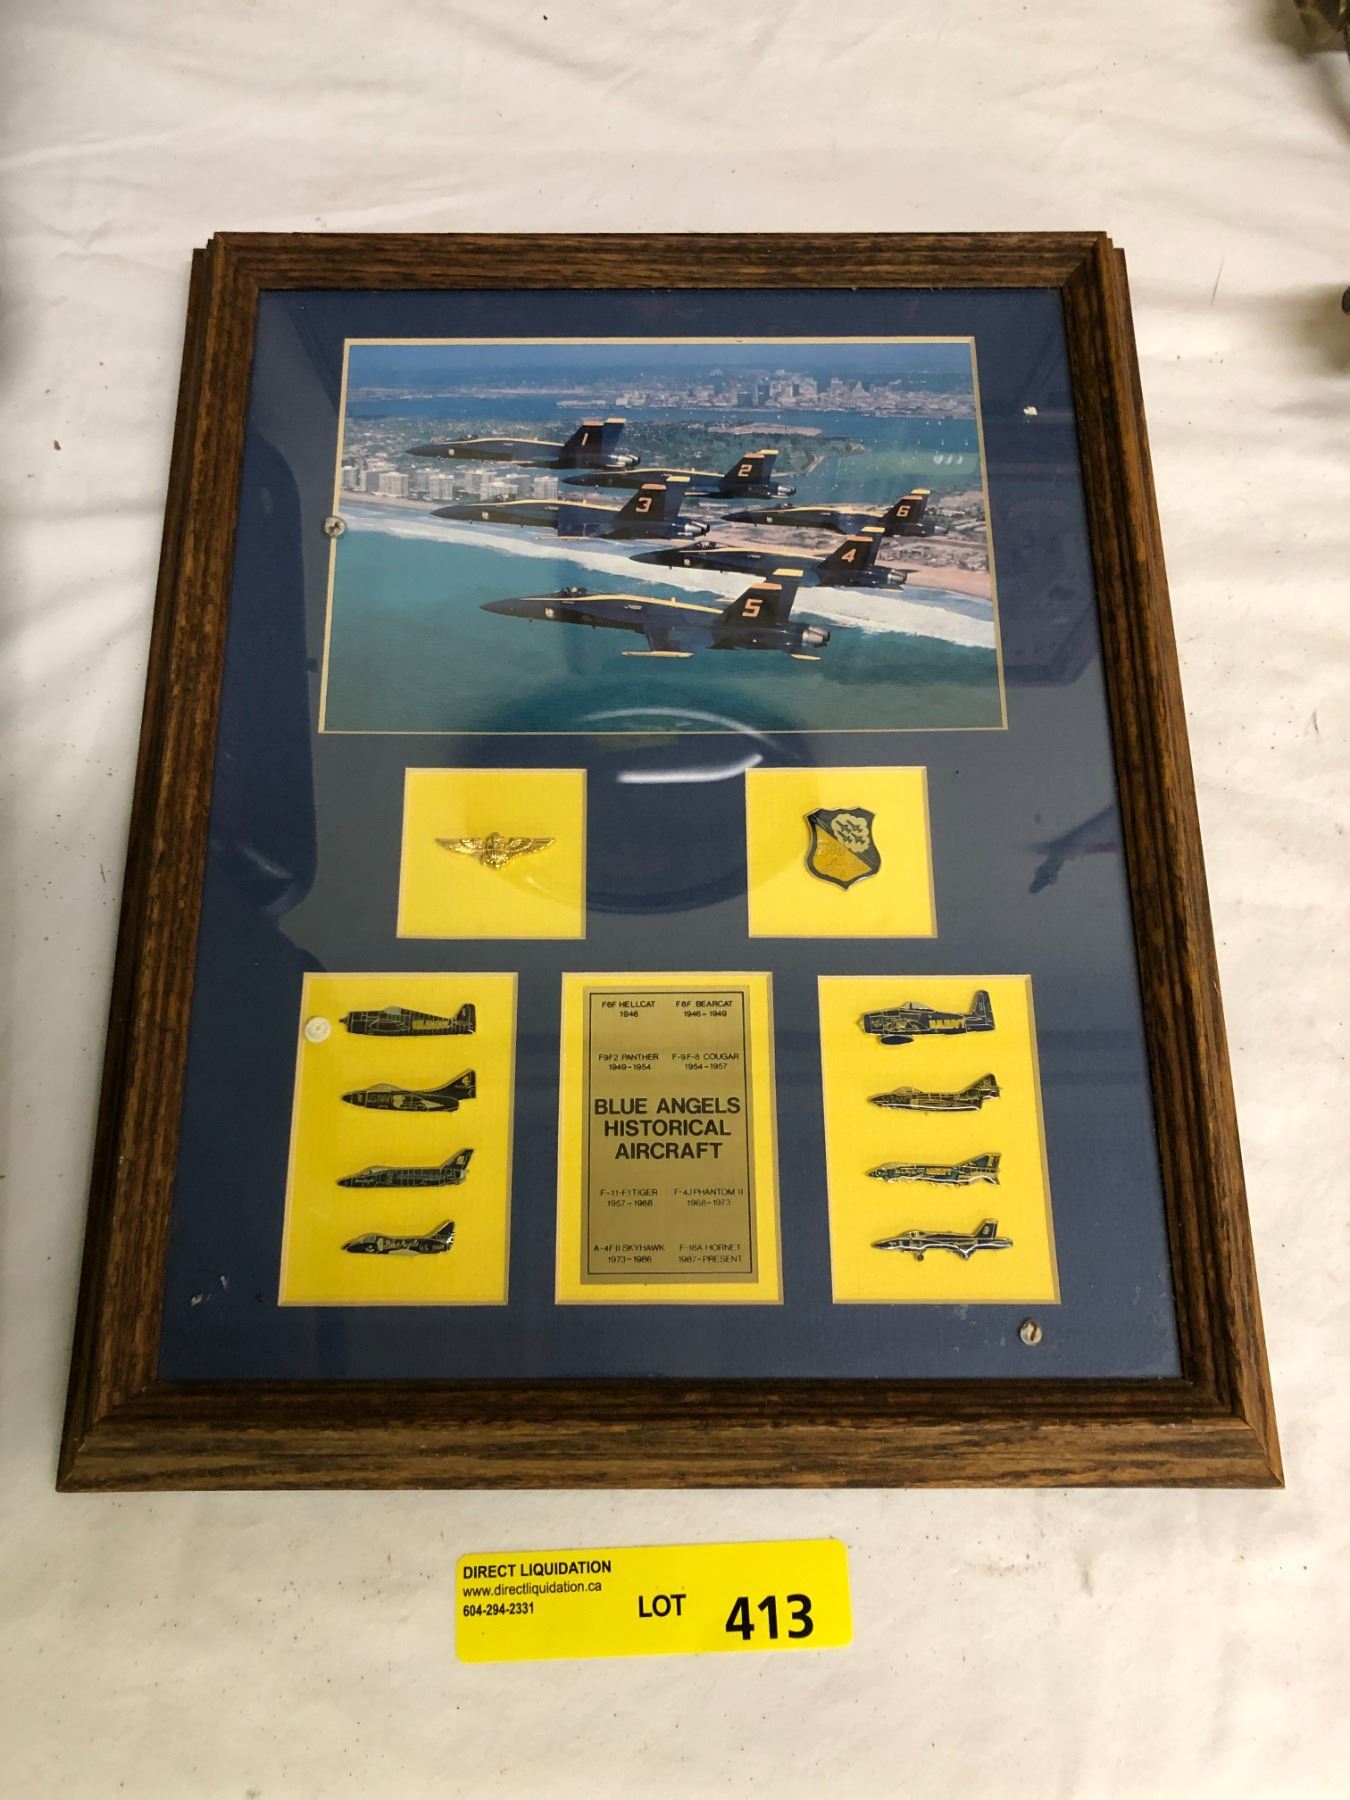 1
2
3
6
4
5
F6F HELLCAT F8F BEARCAT
1946 1946-1949
F9F2 PANTHER F-9F-8 COUGAR
1949-1954 1954-1957
BLUE ANGELS
HISTORICAL
AIRCRAFT
F-11-F1 TIGER F-4J PHANTOM II
1957-1968 1968-1973
A-4F II SKYHAWK F-18A HORNET
1973-1986 1987-PRESENT
DIRECT LIQUIDATION
www.directliquidation.ca
604-294-2331
LOT 413